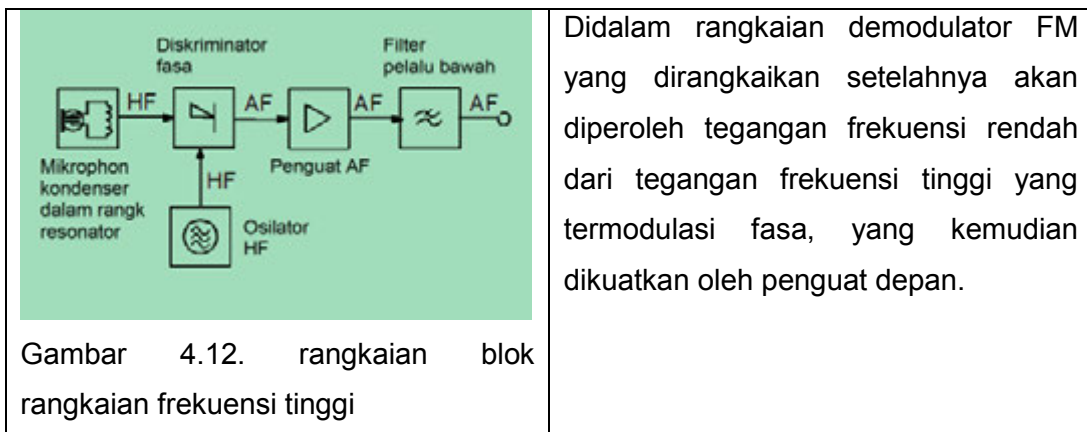 Diskriminator
fasa
Filter
pelalu bawah
HF
AF
AF
AF
Mikrophon
kondenser
dalam rangk
resonator
HF
Penguat AF
Osilator
HF
Gambar 4.12. rangkaian blok
rangkaian frekuensi tinggi
Didalam rangkaian demodulator FM
yang dirangkaikan setelahnya akan
diperoleh tegangan frekuensi rendah
dari tegangan frekuensi tinggi yang
termodulasi fasa, yang kemudian
dikuatkan oleh penguat depan.